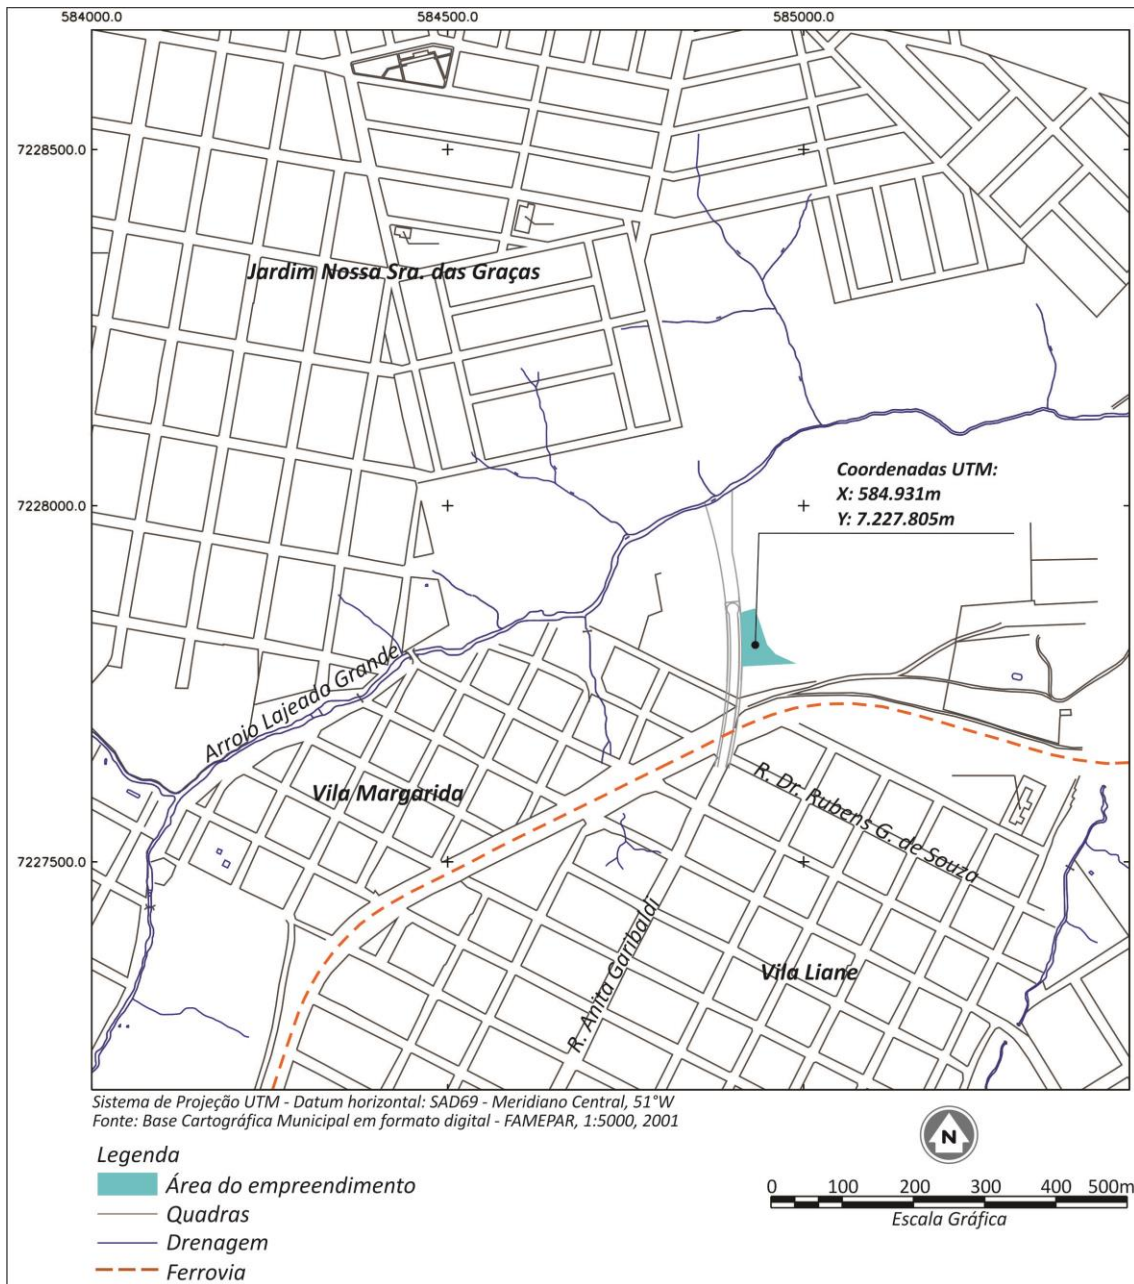 584000.0
584500.0
585000.0
7228500.0
Jardim Nossa Sra. das Graças
Coordenadas UTM:
X: 584.931m
Y: 7.227.805m
7228000.0
Arroio Lajeado Grande
Vila Margarida
R. Dr. Rubens G. de Souza
7227500.0
R. Anita Garibaldi
Vila Liane
Sistema de Projeção UTM - Datum horizontal: SAD69 - Meridiano Central, 51°W
Fonte: Base Cartográfica Municipal em formato digital - FAMEPAR, 1:5000, 2001
N
Legenda
Área do empreendimento
Quadras
Drenagem
Ferrovia
0 100 200 300 400 500m
Escala Gráfica